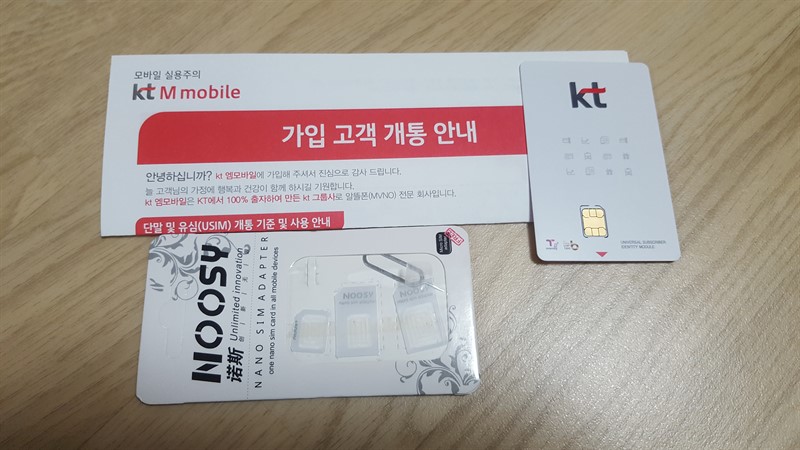 모바일 실용주의
kt M mobile
가입 고객 개통 안내
안녕하십니까? kt 엠모바일에 가입해 주셔서 진심으로 감사 드립니다.
늘 고객님의 가정에 행복과 건강이 함께 하시길 기원합니다.
kt 엠모바일은 KT에서 100% 출자하여 만든 kt 그룹사로 알뜰폰(MVNO) 전문 회사입니다.
단말 및 유심(USIM) 개통 기준 및 사용 안내
kt
UNIVERSAL SUBSCRIBER
IDENTITY MODULE
NOOSY
诺斯
Unlimited innovation
创 新 无 限
NANO SIM ADAPTER
one nano sim card in all mobile devices
NOOSY
NOOSY